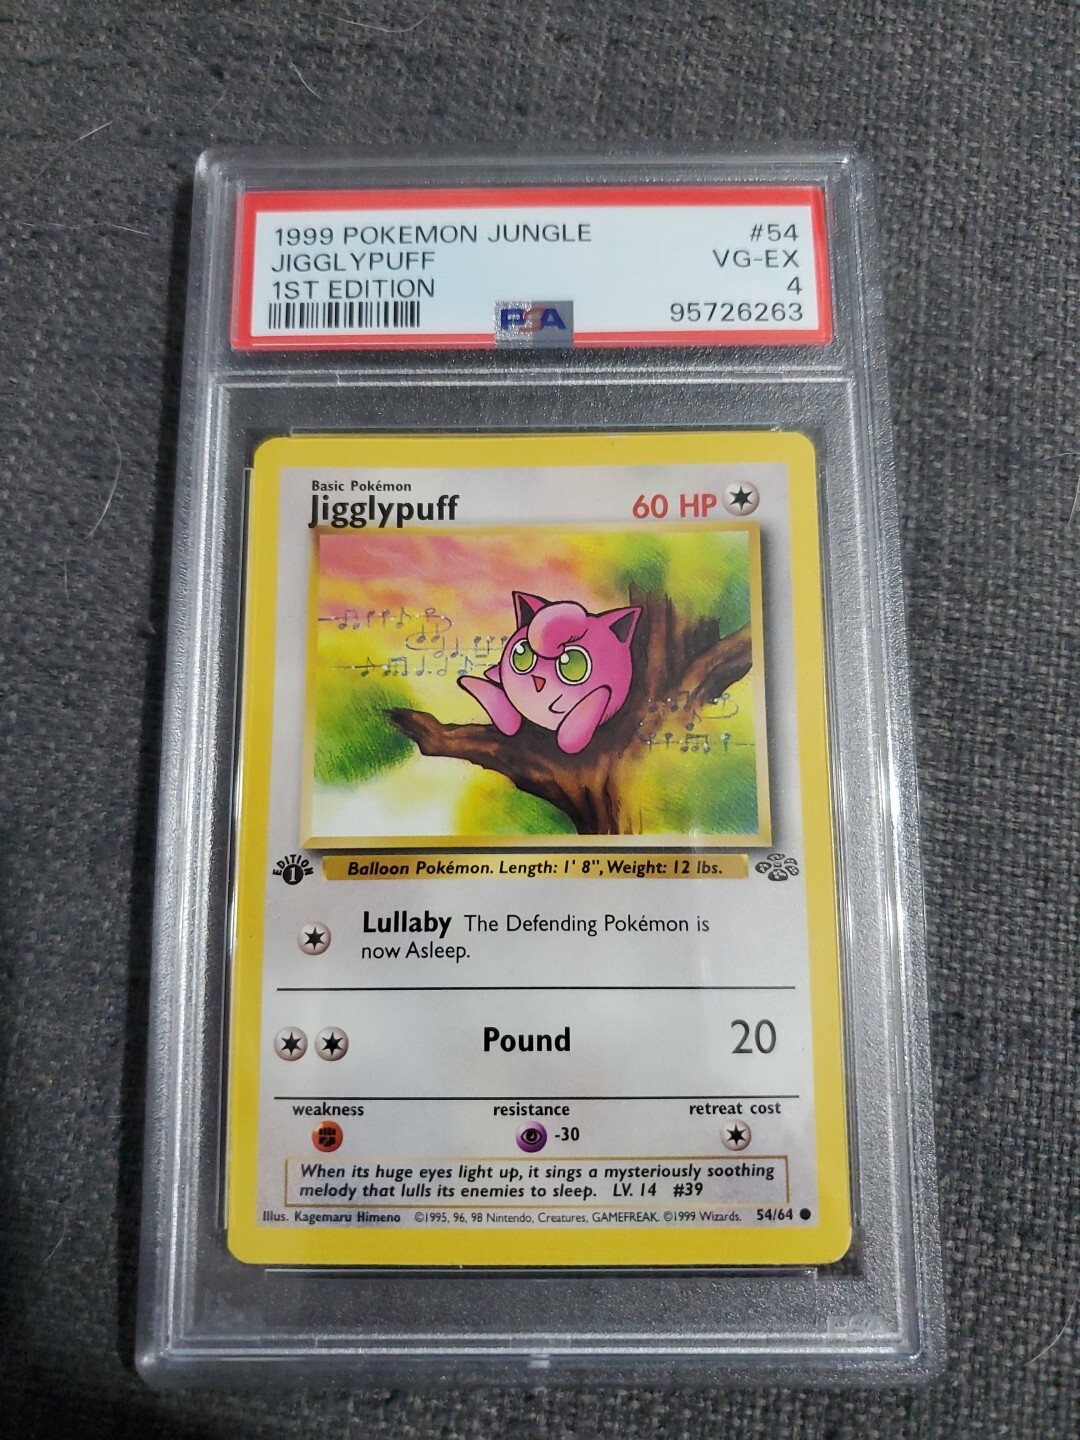 1999 POKEMON JUNGLE #54
JIGGLYPUFF VG-EX
1ST EDITION 4
PSA 95726263
Basic Pokémon
Jigglypuff 60 HP
EDITION 1
Balloon Pokémon. Length: 1' 8", Weight: 12 lbs.
Lullaby The Defending Pokémon is
now Asleep.
Pound 20
weakness resistance retreat cost
-30
When its huge eyes light up, it sings a mysteriously soothing
melody that lulls its enemies to sleep. LV. 14 #39
Illus. Kagemaru Himeno ©1995, 96, 98 Nintendo, Creatures, GAMEFREAK. ©1999 Wizards. 54/64
PSA